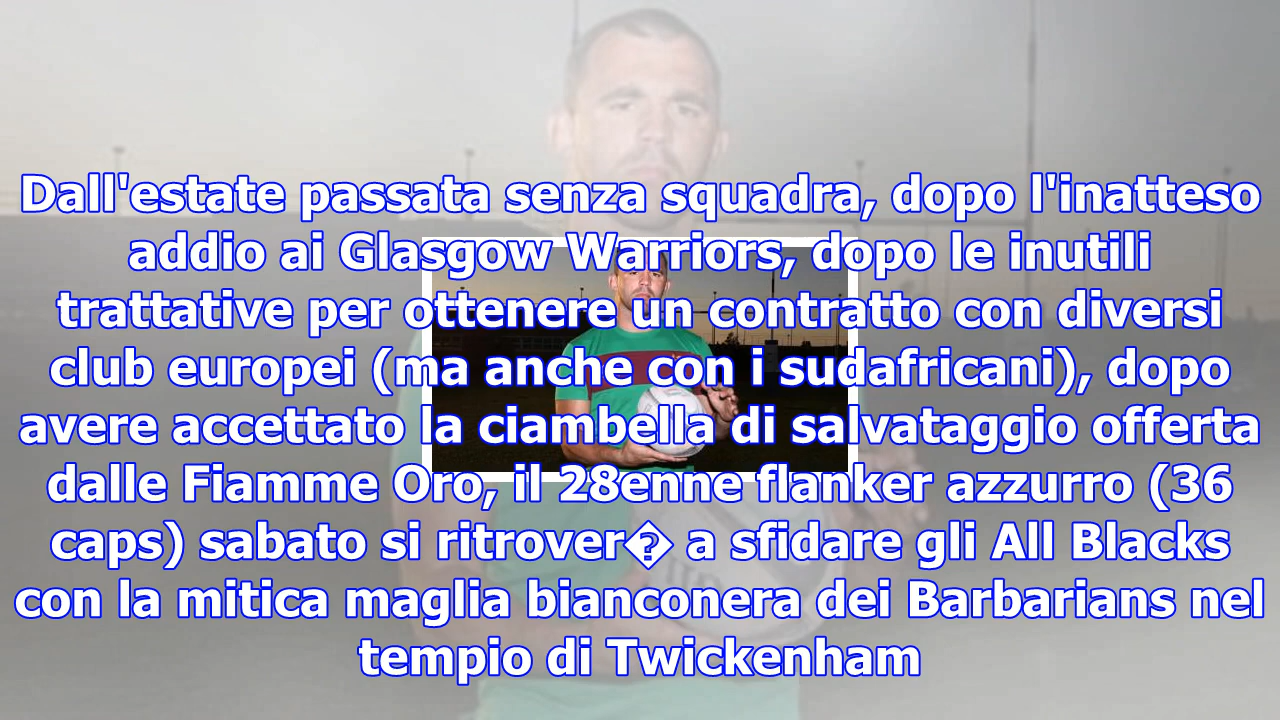 Dall'estate passata senza squadra, dopo l'inatteso
addio ai Glasgow Warriors, dopo le inutili
trattative per ottenere un contratto con diversi
club europei (ma anche con i sudafricani), dopo
avere accettato la ciambella di salvataggio offerta
dalle Fiamme Oro, il 28enne flanker azzurro (36
caps) sabato si ritrover� a sfidare gli All Blacks
con la mitica maglia bianconera dei Barbarians nel
tempio di Twickenham